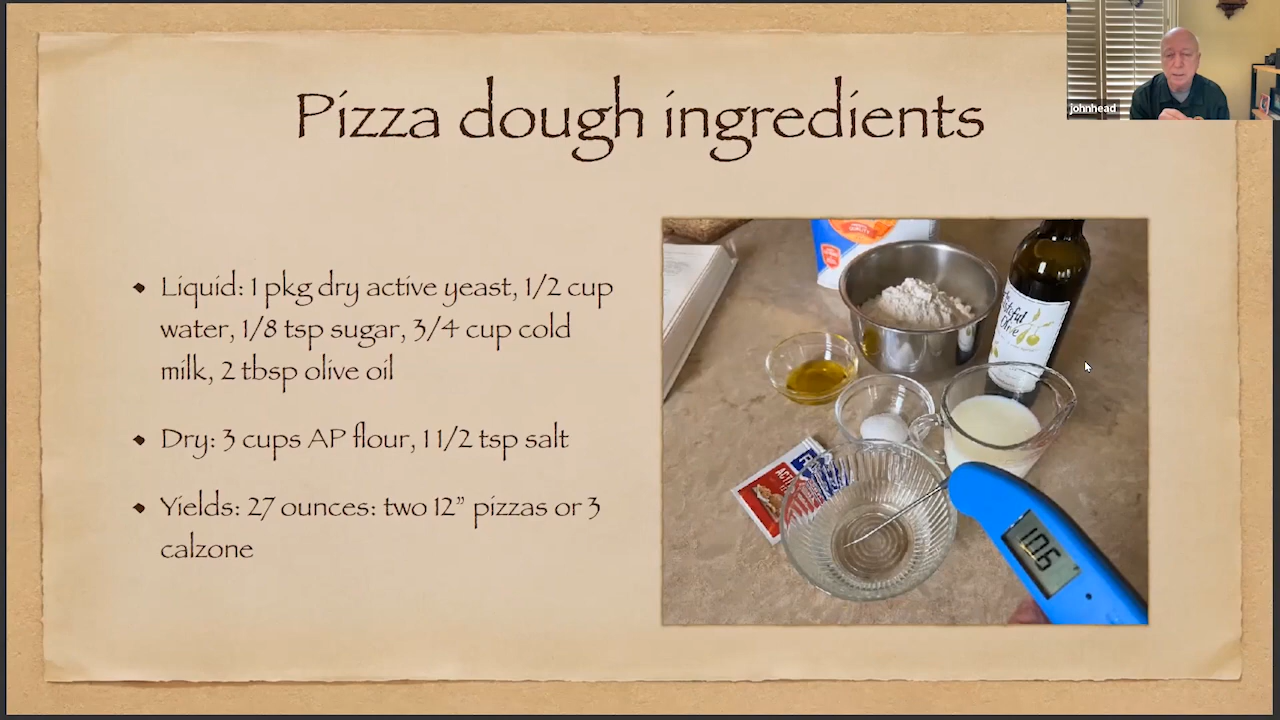 Pizza dough ingredients
johnhead
Liquid: 1 pkg dry active yeast, 1/2 cup
water, 1/8 tsp sugar, 3/4 cup cold
milk, 2 tbsp olive oil
Dry: 3 cups AP flour, 1 1/2 tsp salt
Yields: 27 ounces: two 12” pizzas or 3
calzone
Olive
106